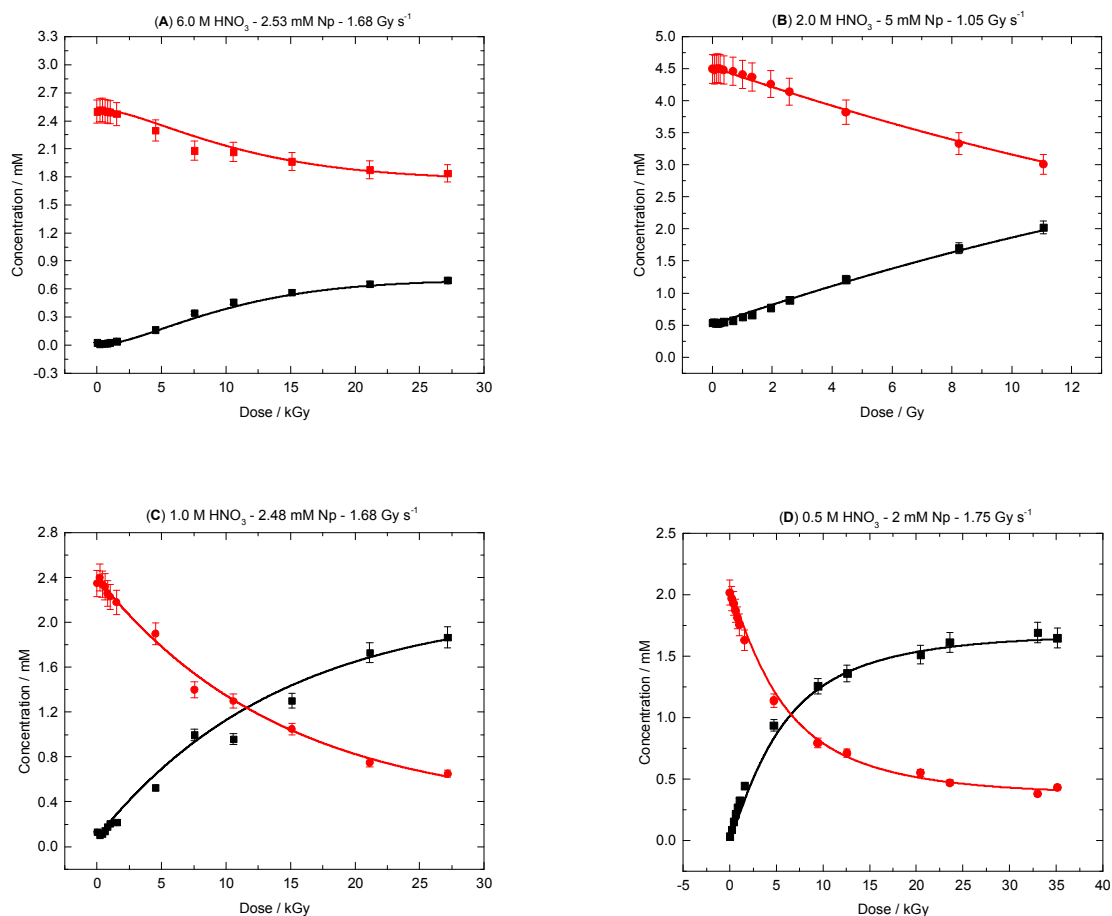 (A) 6.0 M HNO₃ - 2.53 mM Np - 1.68 Gy s⁻¹
3.3
3.0
2.7
2.4
2.1
1.8
1.5
1.2
0.9
0.6
0.3
0.0
-0.3
Concentration / mM
0 5 10 15 20 25 30
Dose / kGy
(B) 2.0 M HNO₃ - 5 mM Np - 1.05 Gy s⁻¹
5.0
4.5
4.0
3.5
3.0
2.5
2.0
1.5
1.0
0.5
0.0
Concentration / mM
0 2 4 6 8 10 12
Dose / Gy
(C) 1.0 M HNO₃ - 2.48 mM Np - 1.68 Gy s⁻¹
2.8
2.4
2.0
1.6
1.2
0.8
0.4
0.0
Concentration / mM
0 5 10 15 20 25 30
Dose / kGy
(D) 0.5 M HNO₃ - 2 mM Np - 1.75 Gy s⁻¹
2.5
2.0
1.5
1.0
0.5
0.0
Concentration / mM
-5 0 5 10 15 20 25 30 35 40
Dose / kGy